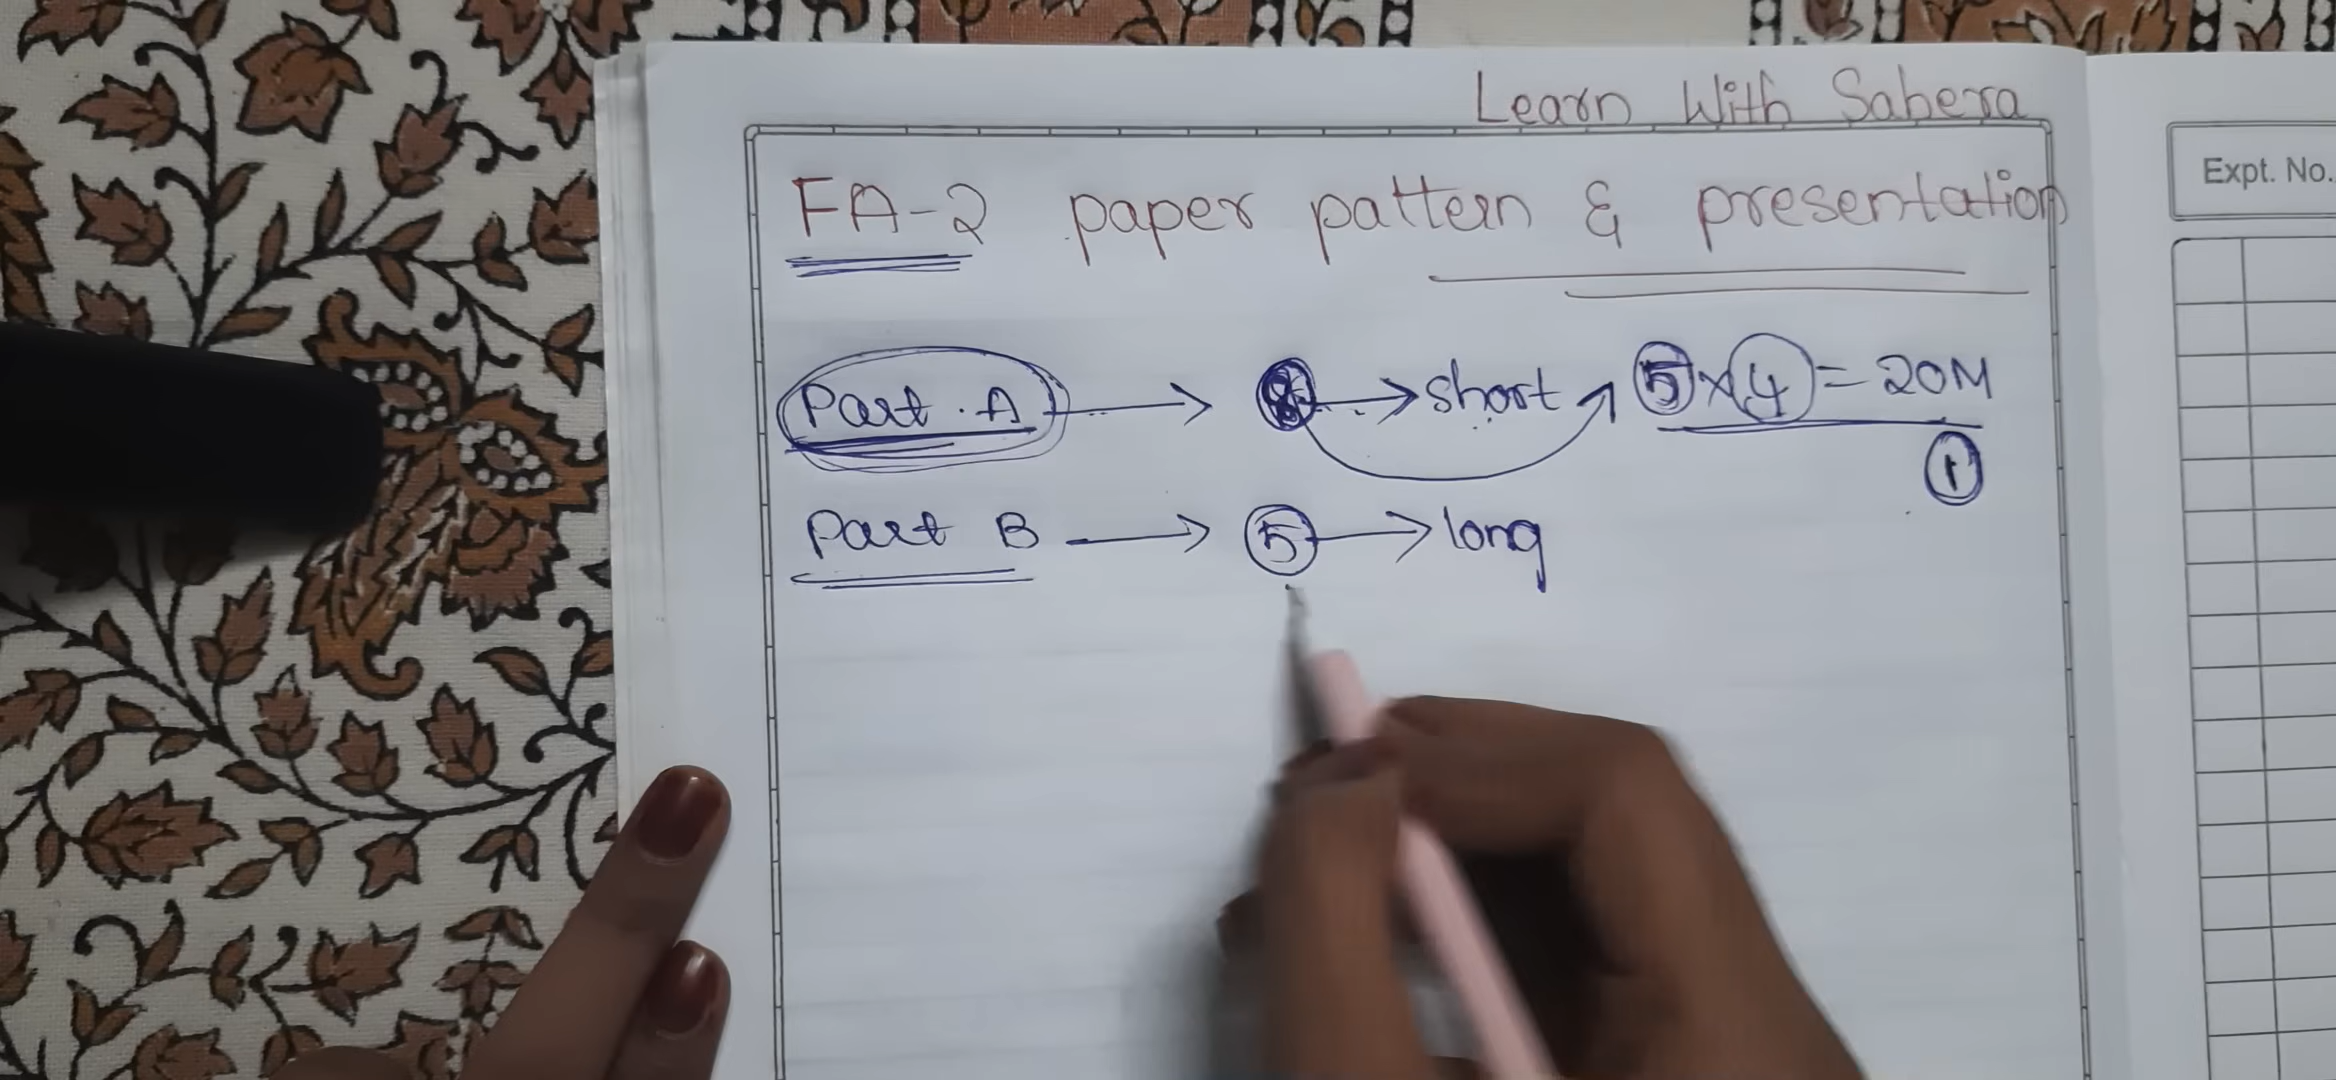 Learn With Sabera
FA-2 paper pattern & presentation
Expt. No.
Part. A → → short 5 x 4 = 20M
1
Part B → 5 → long